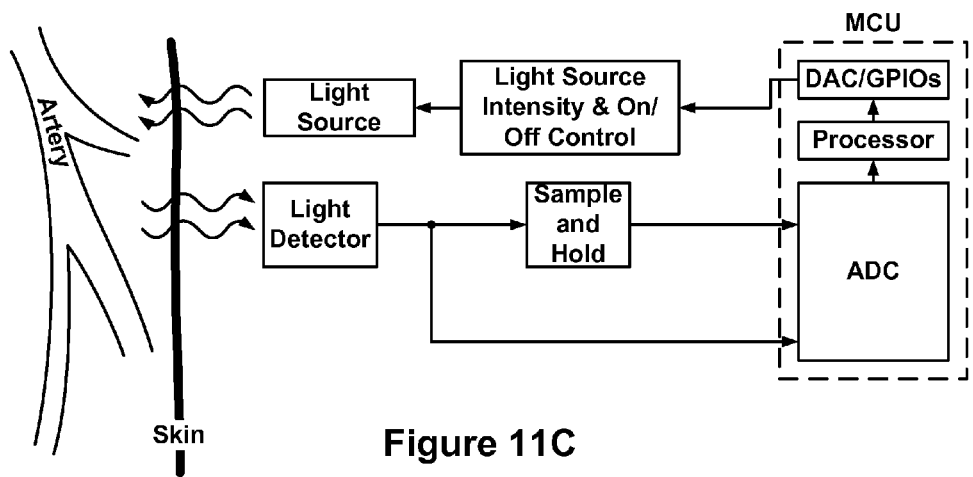 MCU
Light
Source
Light Source
Intensity & On/
Off Control
DAC/GPIOs
Processor
Artery
Light
Detector
Sample
and
Hold
ADC
Skin
Figure 11C